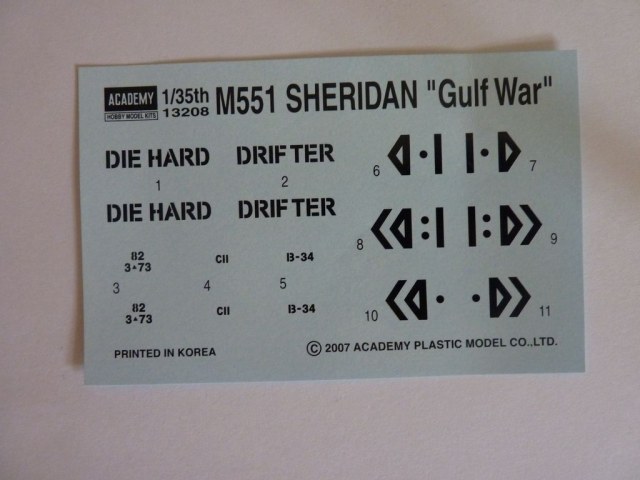 ACADEMY
HOBBY MODEL KITS
1/35th
13208
M551 SHERIDAN "Gulf War"
DIE HARD DRIFTER
1 2
DIE HARD DRIFTER
6 7
8 9
82 CII B-34
3▴73
3 4 5
82 CII B-34
3▴73
10 11
PRINTED IN KOREA
© 2007 ACADEMY PLASTIC MODEL CO.,LTD.